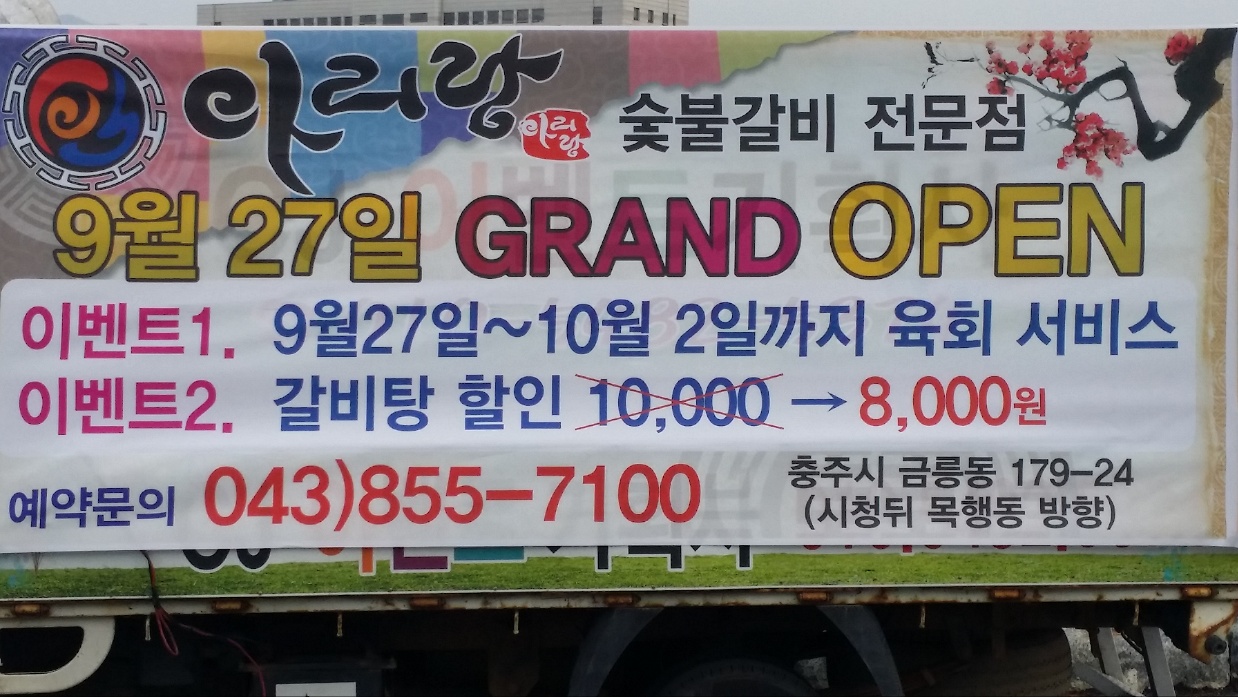 아리랑 아리랑 숯불갈비 전문점
9월 27일 GRAND OPEN
이벤트1. 9월27일~10월 2일까지 육회 서비스
이벤트2. 갈비탕 할인 10,000 → 8,000원
예약문의 043)855-7100
충주시 금릉동 179-24
(시청뒤 목행동 방향)